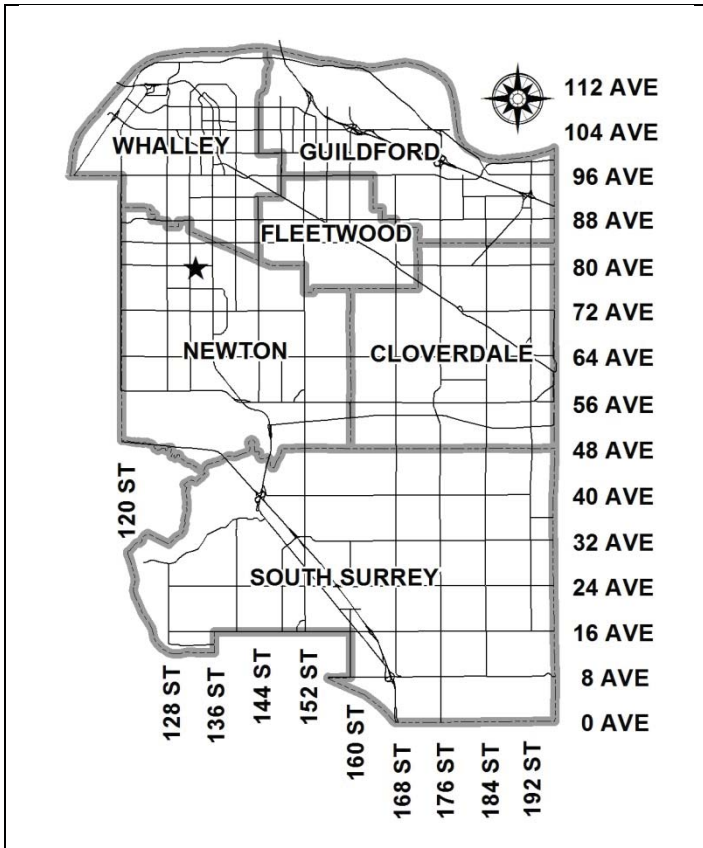 112 AVE
104 AVE
WHALLEY
GUILDFORD
96 AVE
88 AVE
FLEETWOOD
80 AVE
72 AVE
NEWTON
CLOVERDALE
64 AVE
56 AVE
48 AVE
120 ST
40 AVE
32 AVE
SOUTH SURREY
24 AVE
16 AVE
128 ST
136 ST
144 ST
152 ST
160 ST
8 AVE
0 AVE
168 ST
176 ST
184 ST
192 ST